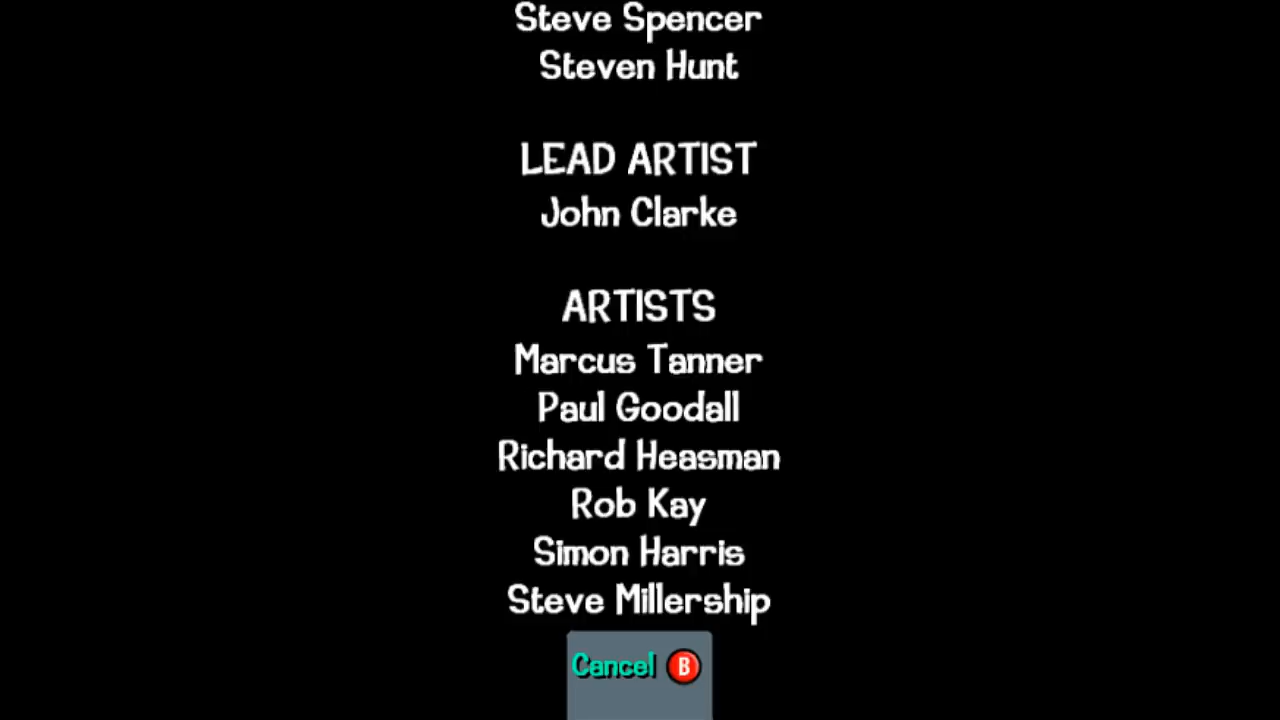 Steve Spencer
Steven Hunt
LEAD ARTIST
John Clarke
ARTISTS
Marcus Tanner
Paul Goodall
Richard Heasman
Rob Kay
Simon Harris
Steve Millership
Cancel B